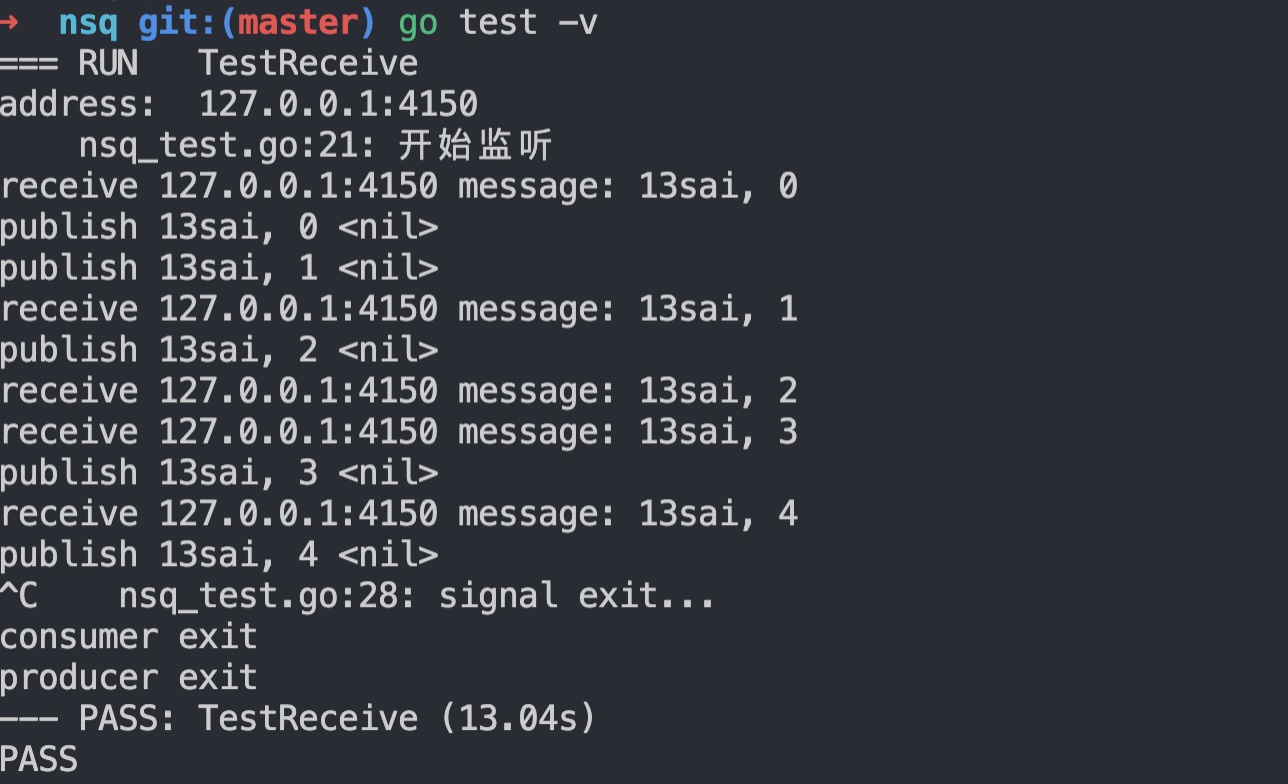 → nsq git:(master) go test -v
=== RUN   TestReceive
address:  127.0.0.1:4150
    nsq_test.go:21: 开始监听
receive 127.0.0.1:4150 message: 13sai, 0
publish 13sai, 0 <nil>
publish 13sai, 1 <nil>
receive 127.0.0.1:4150 message: 13sai, 1
publish 13sai, 2 <nil>
receive 127.0.0.1:4150 message: 13sai, 2
receive 127.0.0.1:4150 message: 13sai, 3
publish 13sai, 3 <nil>
receive 127.0.0.1:4150 message: 13sai, 4
publish 13sai, 4 <nil>
^C    nsq_test.go:28: signal exit...
consumer exit
producer exit
--- PASS: TestReceive (13.04s)
PASS